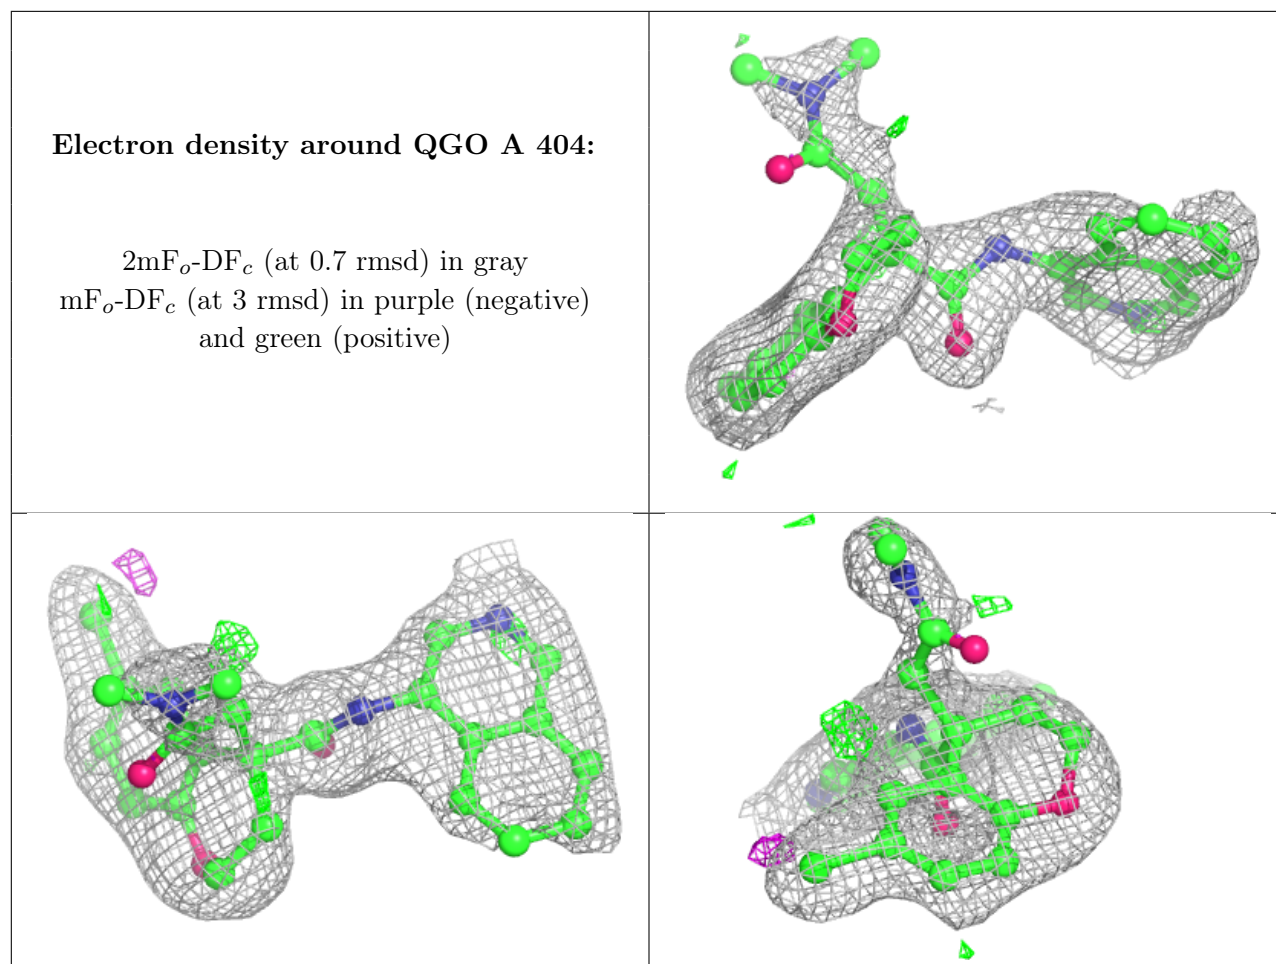 Electron density around QGO A 404:
2mFo-DFc (at 0.7 rmsd) in gray
mFo-DFc (at 3 rmsd) in purple (negative)
and green (positive)